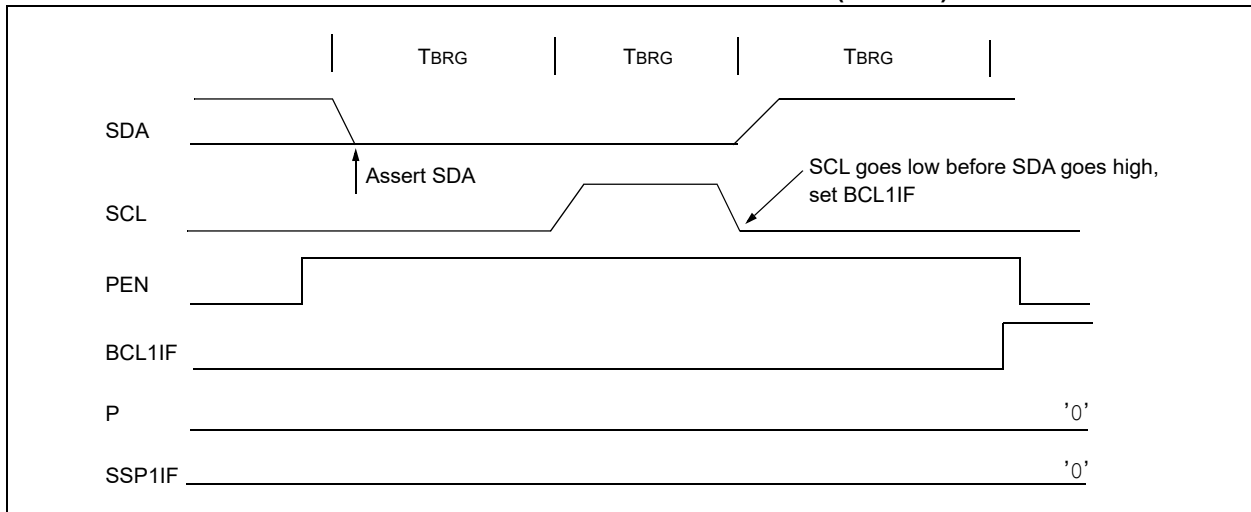 TBRG TBRG TBRG
SDA
Assert SDA
SCL goes low before SDA goes high,
set BCL1IF
SCL
PEN
BCL1IF
P
'0'
SSP1IF
'0'